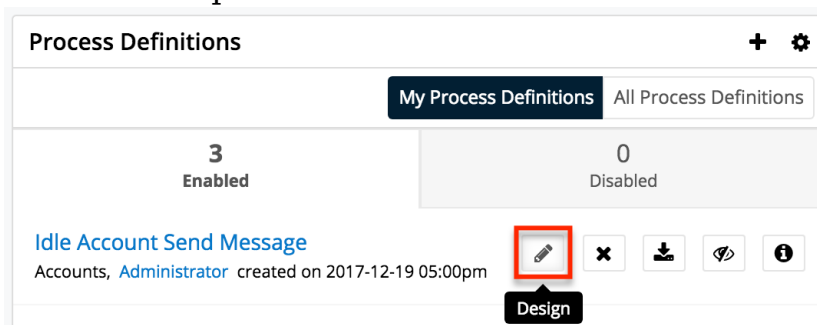 Process Definitions
My Process Definitions All Process Definitions
3
Enabled
0
Disabled
Idle Account Send Message
Accounts, Administrator created on 2017-12-19 05:00pm
Design